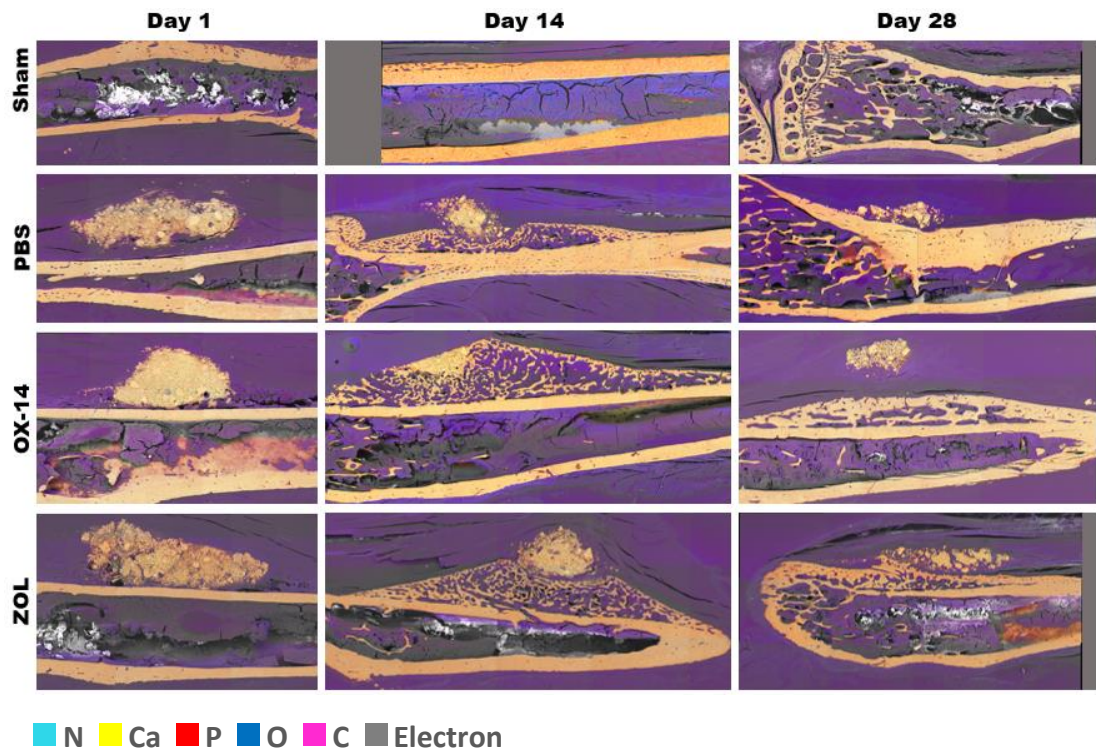 Day 1 Day 14 Day 28
Sham
PBS
OX-14
ZOL
N Ca P O C Electron